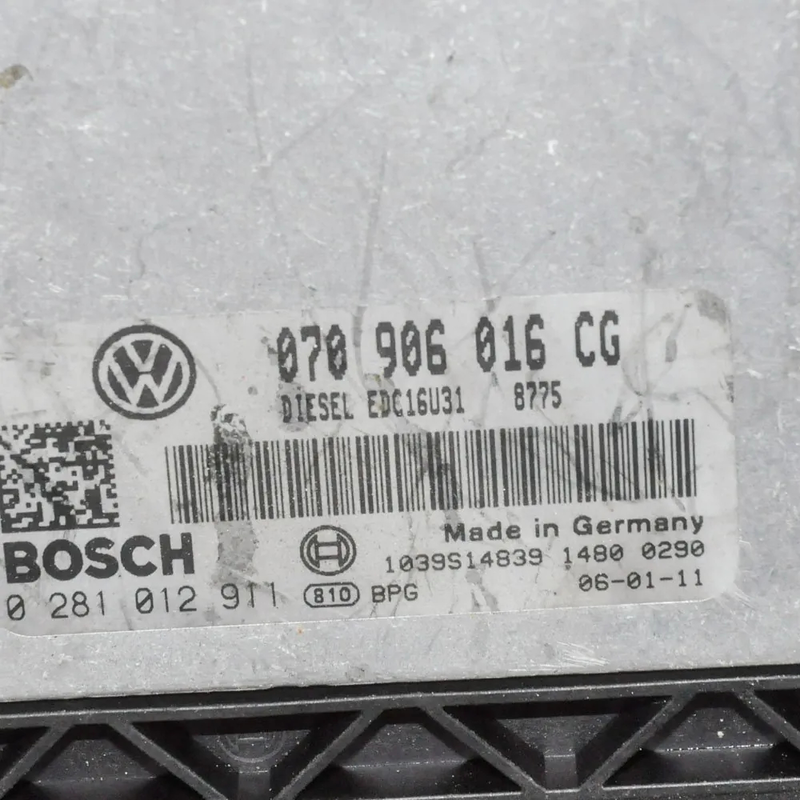 070 906 016 CG
DIESEL EDC16U31 8775
BOSCH
Made in Germany
1039S14839 1480 0290
0 281 012 911 810 BPG
06-01-11